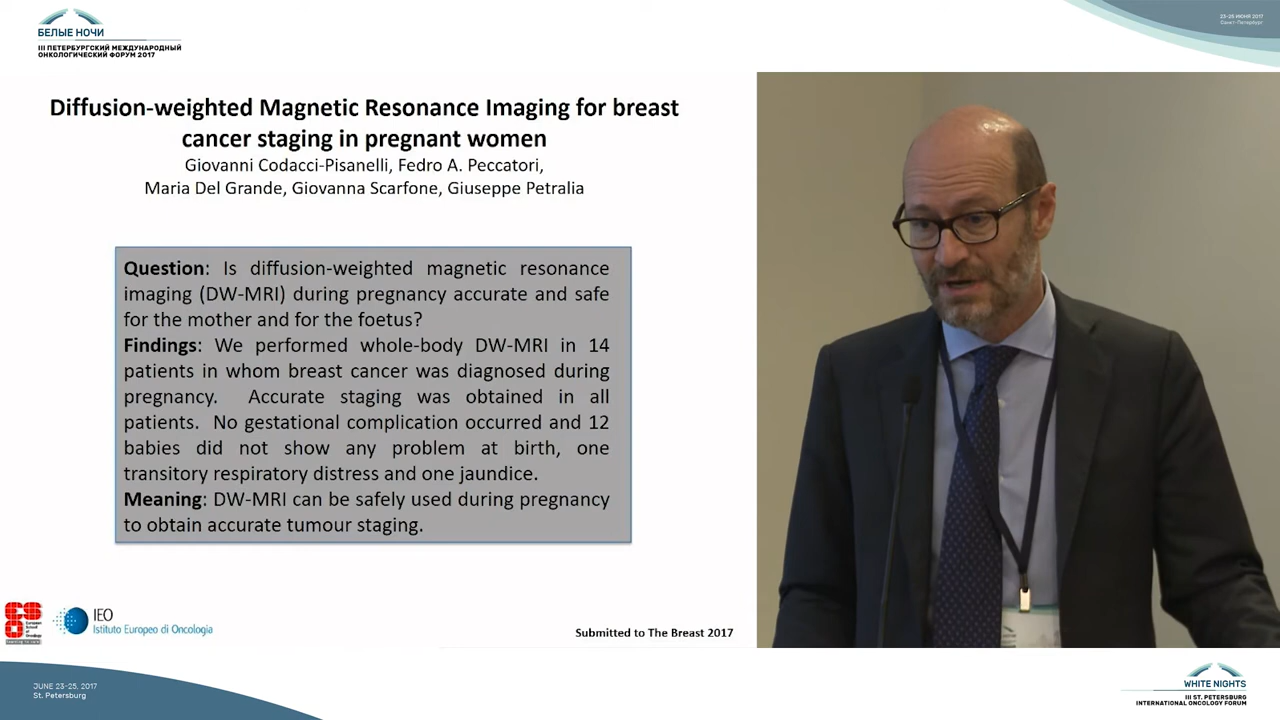 БЕЛЫЕ НОЧИ
III ПЕТЕРБУРГСКИЙ МЕЖДУНАРОДНЫЙ
ОНКОЛОГИЧЕСКИЙ ФОРУМ 2017
23-25 ИЮНЯ 2017
Санкт-Петербург
Diffusion-weighted Magnetic Resonance Imaging for breast
cancer staging in pregnant women
Giovanni Codacci-Pisanelli, Fedro A. Peccatori,
Maria Del Grande, Giovanna Scarfone, Giuseppe Petralia
Question: Is diffusion-weighted magnetic resonance
imaging (DW-MRI) during pregnancy accurate and safe
for the mother and for the foetus?
Findings: We performed whole-body DW-MRI in 14
patients in whom breast cancer was diagnosed during
pregnancy. Accurate staging was obtained in all
patients. No gestational complication occurred and 12
babies did not show any problem at birth, one
transitory respiratory distress and one jaundice.
Meaning: DW-MRI can be safely used during pregnancy
to obtain accurate tumour staging.
IEO
Istituto Europeo di Oncologia
Submitted to The Breast 2017
JUNE 23-25, 2017
St. Petersburg
WHITE NIGHTS
III ST. PETERSBURG
INTERNATIONAL ONCOLOGY FORUM